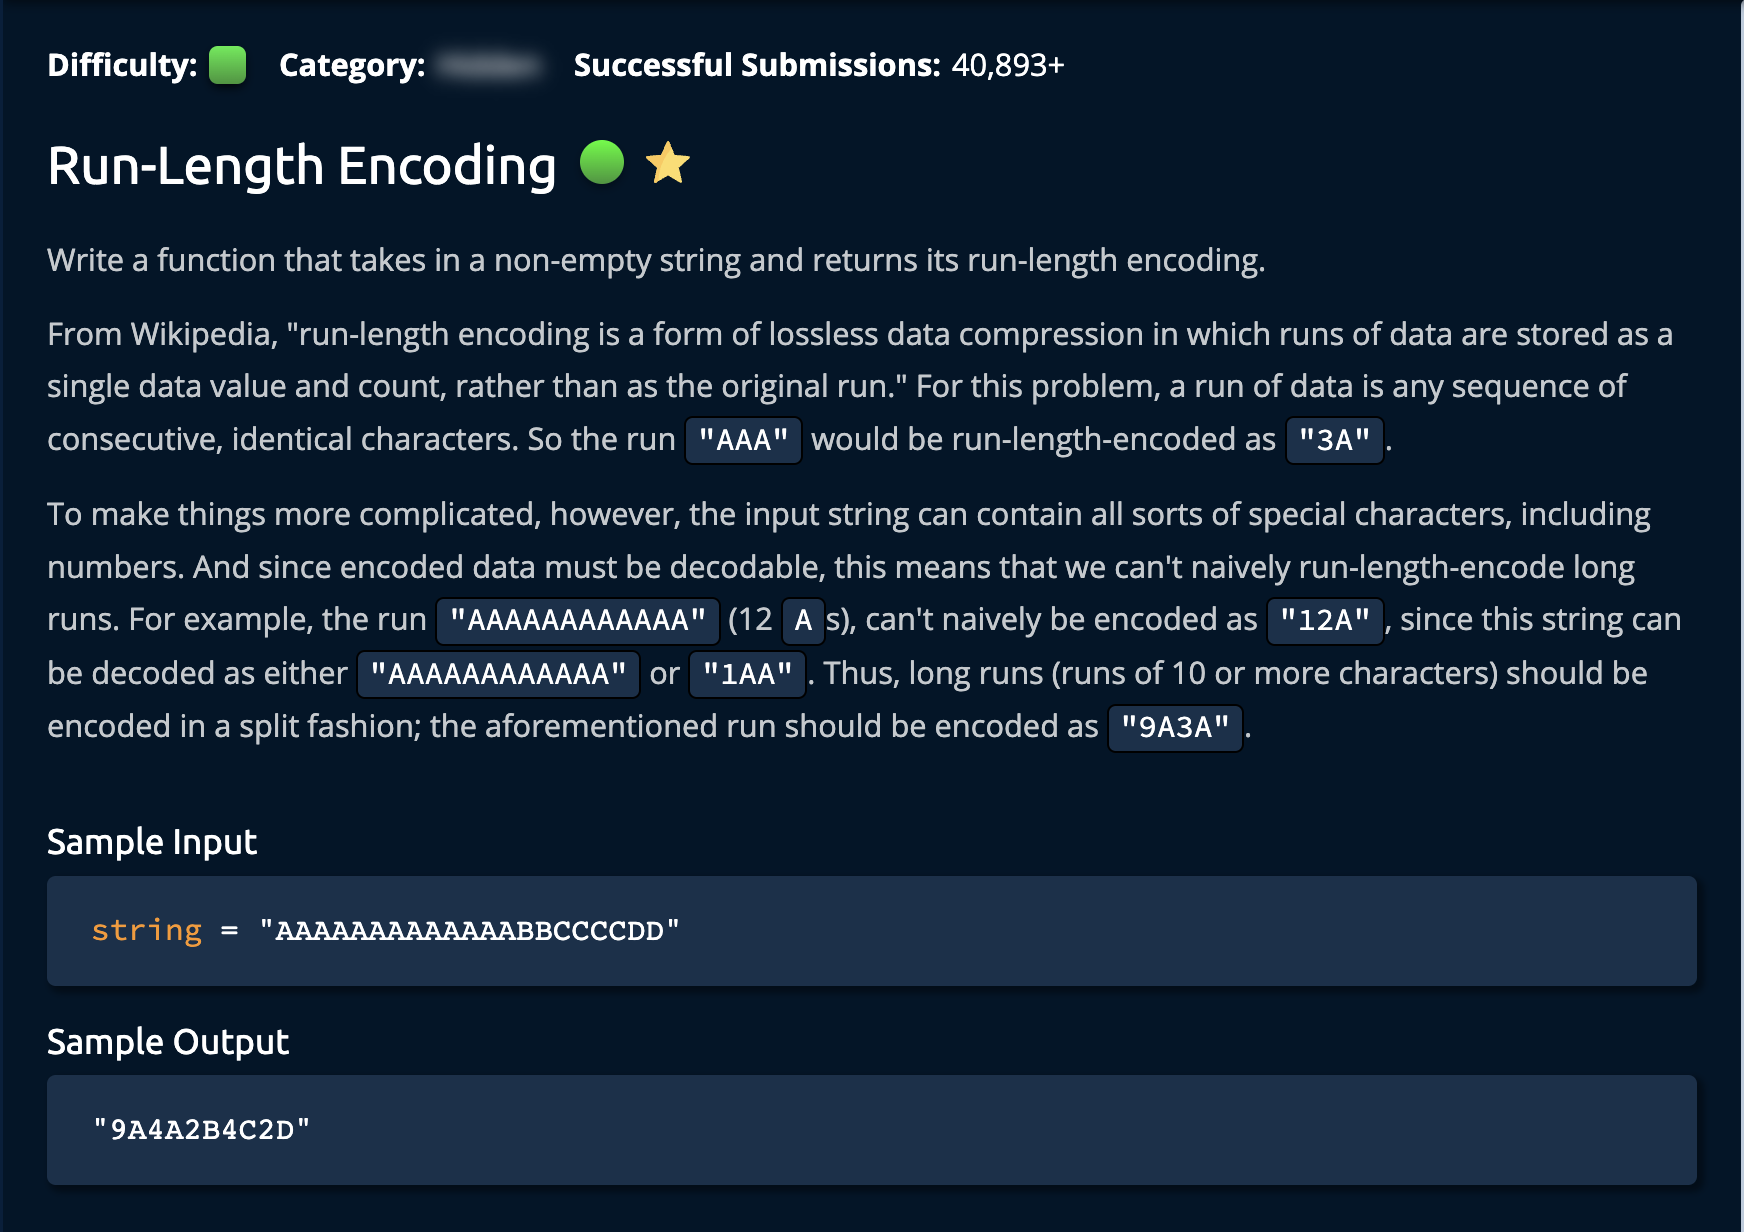 Difficulty: Category: Successful Submissions: 40,893+
Run-Length Encoding
Write a function that takes in a non-empty string and returns its run-length encoding.
From Wikipedia, "run-length encoding is a form of lossless data compression in which runs of data are stored as a
single data value and count, rather than as the original run." For this problem, a run of data is any sequence of
consecutive, identical characters. So the run "AAA" would be run-length-encoded as "3A".
To make things more complicated, however, the input string can contain all sorts of special characters, including
numbers. And since encoded data must be decodable, this means that we can't naively run-length-encode long
runs. For example, the run "AAAAAAAAAAAA" (12 As), can't naively be encoded as "12A", since this string can
be decoded as either "AAAAAAAAAAAA" or "1AA". Thus, long runs (runs of 10 or more characters) should be
encoded in a split fashion; the aforementioned run should be encoded as "9A3A".
Sample Input
string = "AAAAAAAAAAAAABBCCCCDD"
Sample Output
"9A4A2B4C2D"